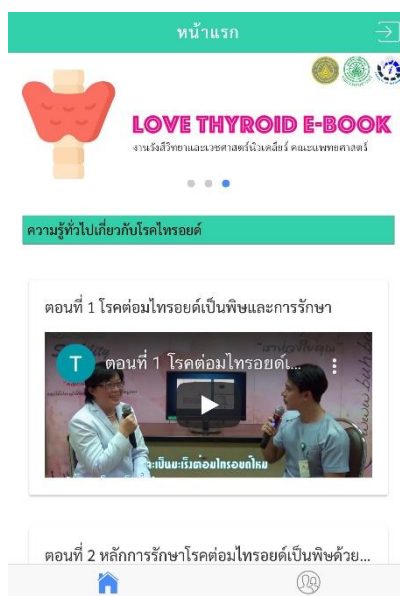 หน้าแรก
LOVE THYROID E-BOOK
งานรังสีวิทยาและเวชศาสตร์นิวเคลียร์ คณะแพทยศาสตร์
ความรู้ทั่วไปเกี่ยวกับโรคไทรอยด์
ตอนที่ 1 โรคต่อมไทรอยด์เป็นพิษและการรักษา
T
ตอนที่ 1 โรคต่อมไทรอยด์เ...
จะเป็นมะเร็งต่อมไทรอยด์ไหม
ตอนที่ 2 หลักการรักษาโรคต่อมไทรอยด์เป็นพิษด้วย...